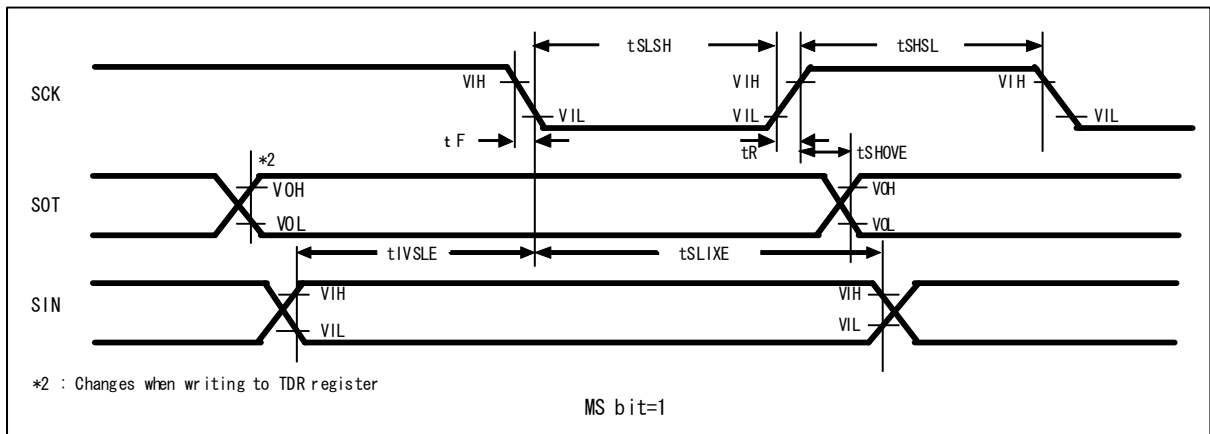 tSLSH tSHSL
SCK VIH VIH VIH
VIL VIL VIL
tF tR tSHOVE
*2
SOT VOH VOH
VOL VOL
tIVSLE tSLIXE
SIN VIH VIH
VIL VIL
*2 : Changes when writing to TDR register
MS bit=1